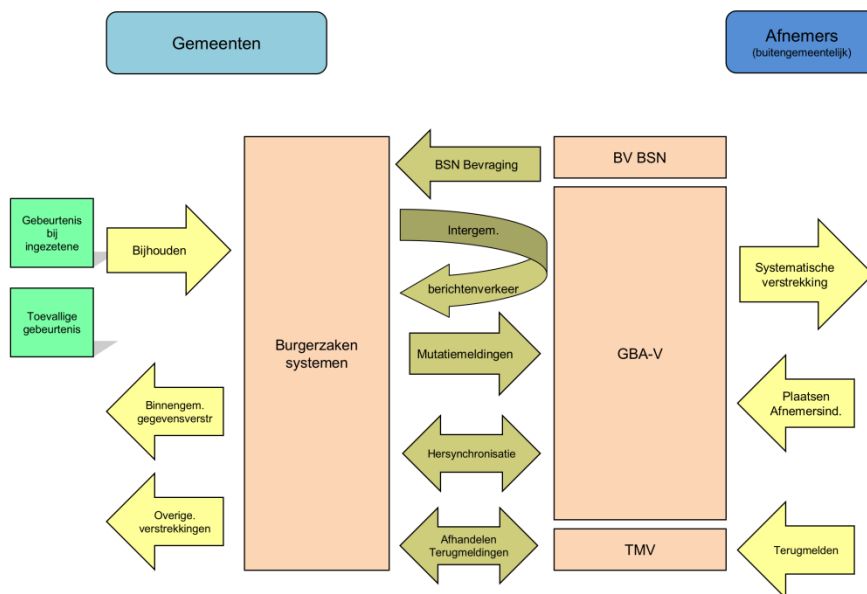 Gemeenten
Afnemers
(buitengemeentelijk)
BSN Bevraging
BV BSN
Gebeurtenis
bij
ingezetene
Bijhouden
Intergem.
berichtenverkeer
Systematische
verstrekking
Toevallige
gebeurtenis
Burgerzaken
systemen
Mutatiemeldingen
GBA-V
Binnengem.
gegevensverstr
Plaatsen
Afnemersind.
Hersynchronisatie
Overige.
verstrekkingen
Afhandelen
Terugmeldingen
TMV
Terugmelden